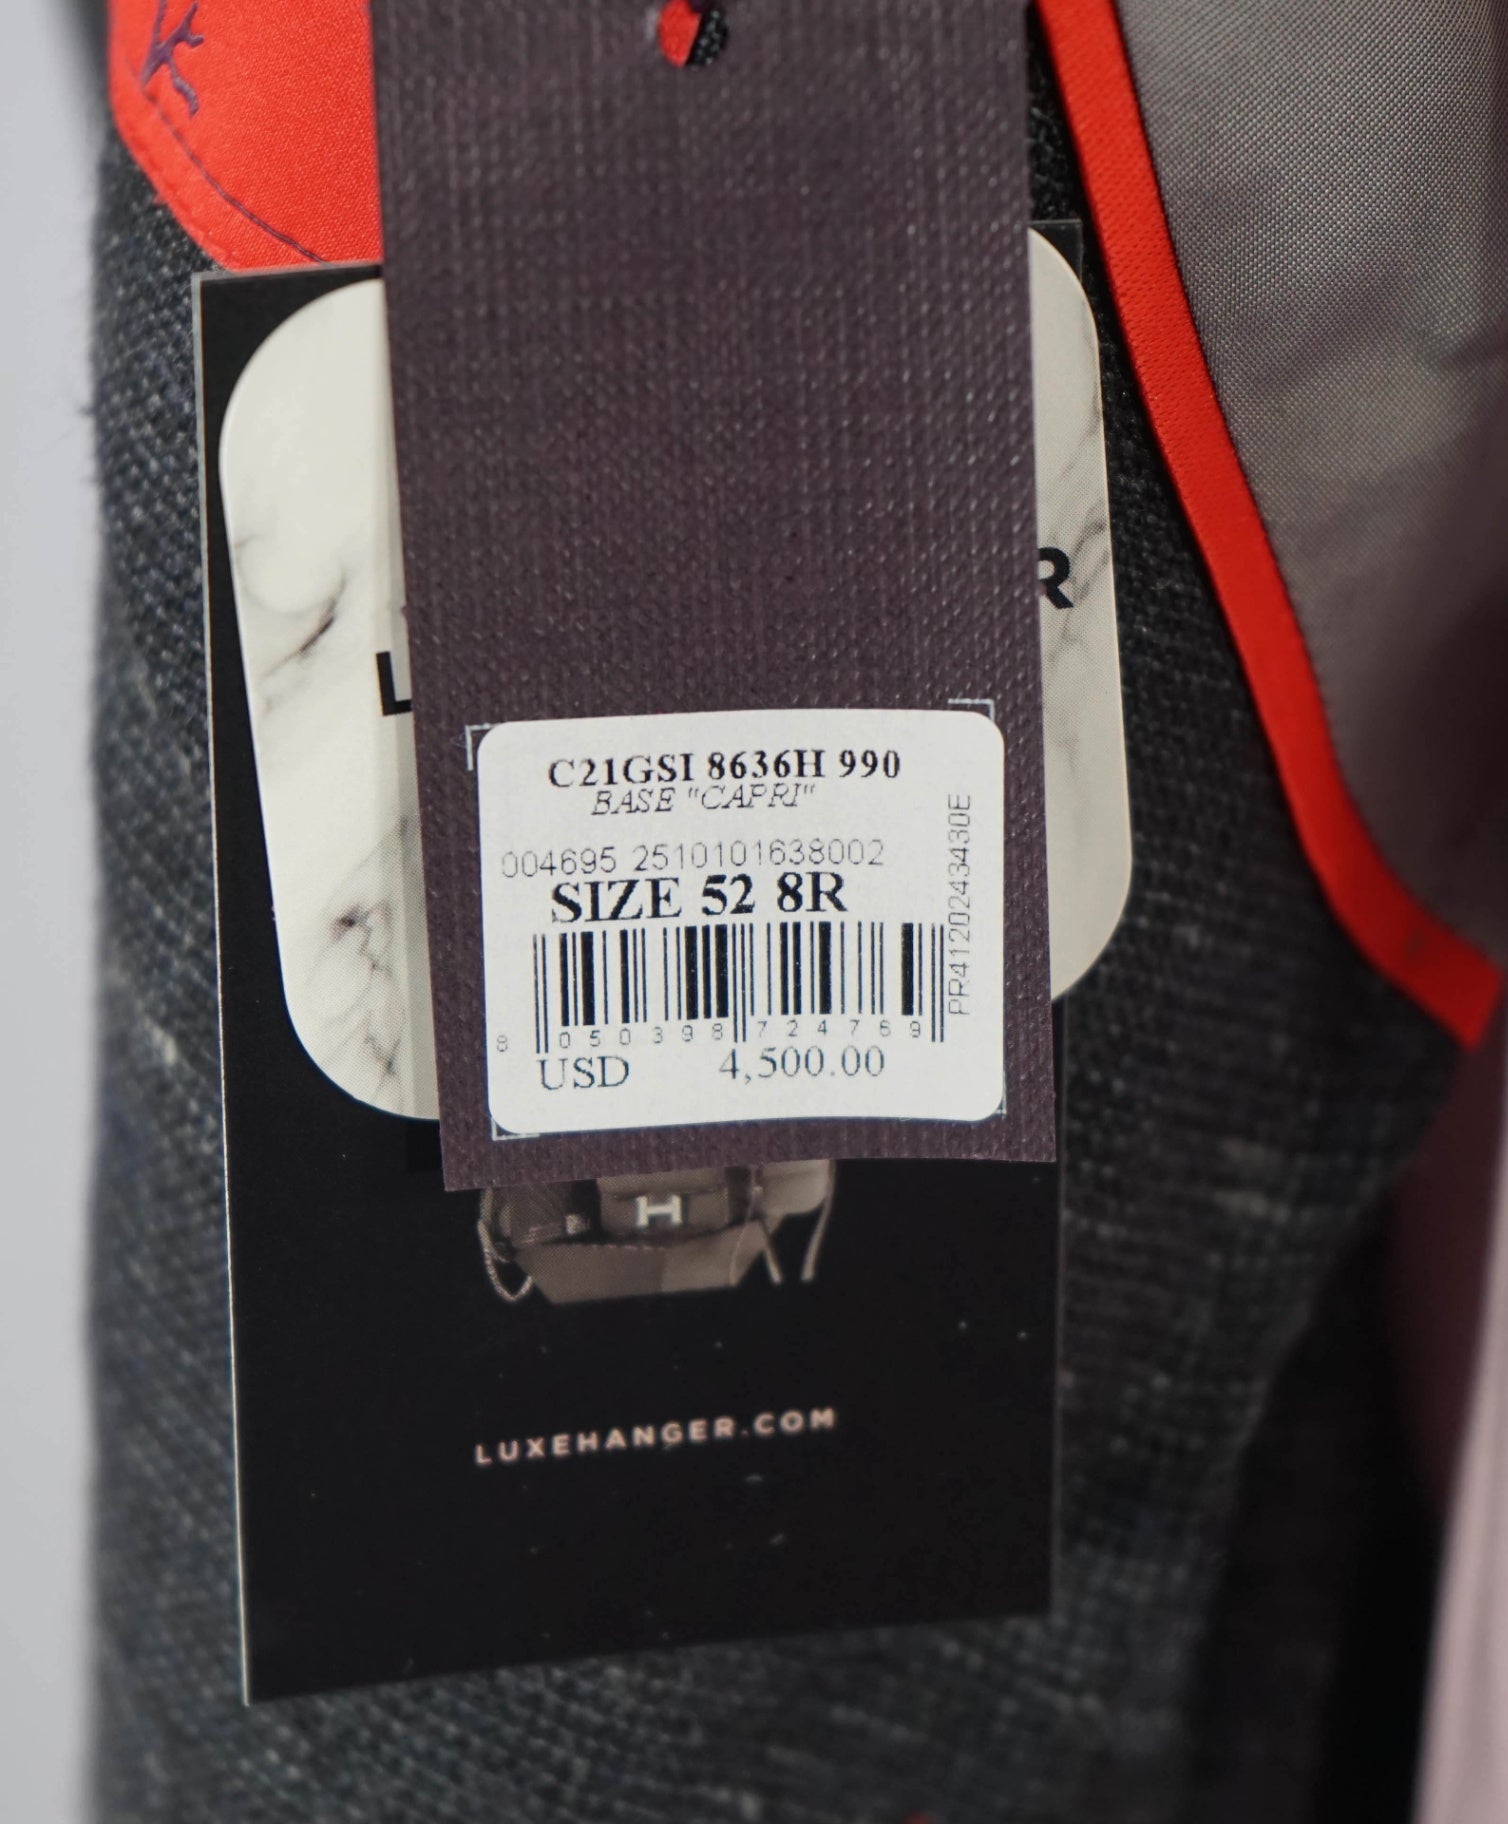 L
R
C21GSI 8636H 990
BASE "CAPRI"
004695 2510101638002
SIZE 52 8R
PR4120243430E
8 050398 724769
USD 4,500.00
H
LUXEHANGER.COM